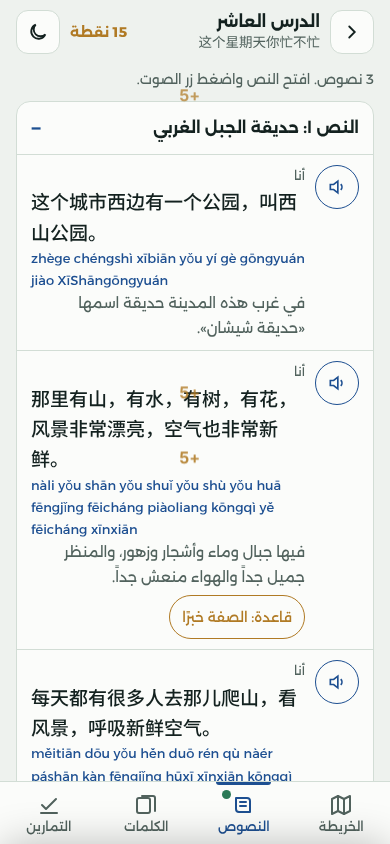 الدرس العاشر
这个星期天你忙不忙
15 نقطة
3 نصوص. افتح النص واضغط زر الصوت.
+5
النص ١: حديقة الجبل الغربي
–
أنا
这个城市西边有一个公园，叫西
山公园。
zhège chéngshì xībiān yǒu yí gè gōngyuán
jiào XīShāngōngyuán
في غرب هذه المدينة حديقة اسمها
«حديقة شيشان».
أنا
那里有山，有水，有树，有花，
+5
风景非常漂亮，空气也非常新
鲜。
+5
nàli yǒu shān yǒu shuǐ yǒu shù yǒu huā
fēngjǐng fēicháng piàoliang kōngqì yě
fēicháng xīnxiān
فيها جبال وماء وأشجار وزهور، والمنظر
جميل جداً والهواء منعش جداً.
قاعدة: الصفة خبرًا
أنا
每天都有很多人去那儿爬山，看
风景，呼吸新鲜空气。
měitiān dōu yǒu hěn duō rén qù nàér
páshān kàn fēngjǐng hūxī xīnxiān kōngqì
الخريطة
النصوص
الكلمات
التمارين